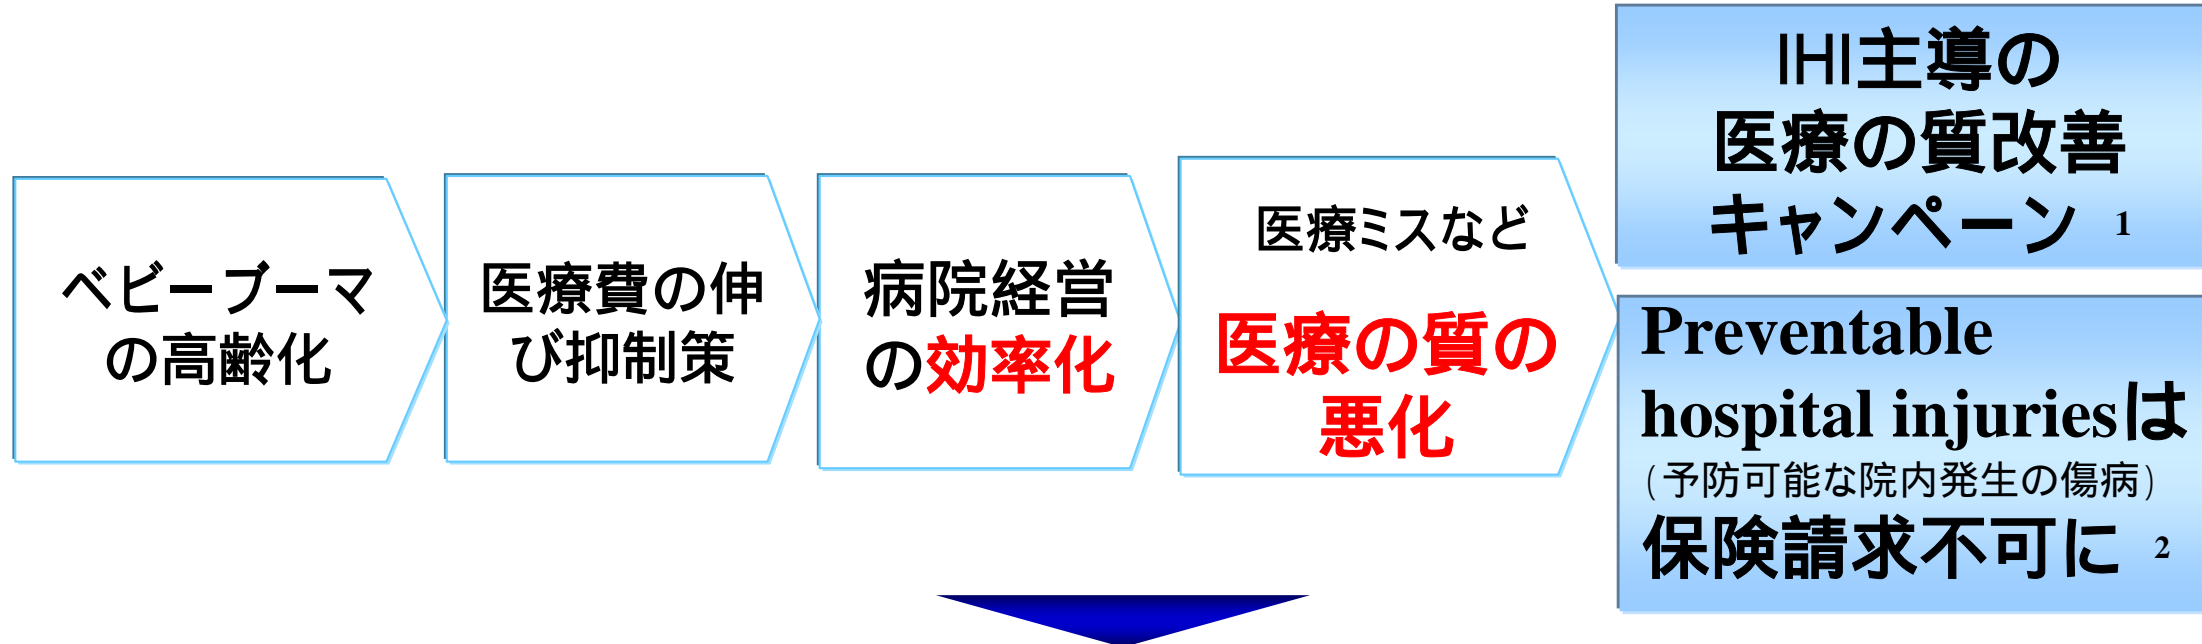 ベビーブーマ
の高齢化
医療費の伸
び抑制策
病院経営
の効率化
医療ミスなど
医療の質の
悪化
IHI主導の
医療の質改善
キャンペーン 1
Preventable
hospital injuriesは
(予防可能な院内発生の傷病)
保険請求不可に 2